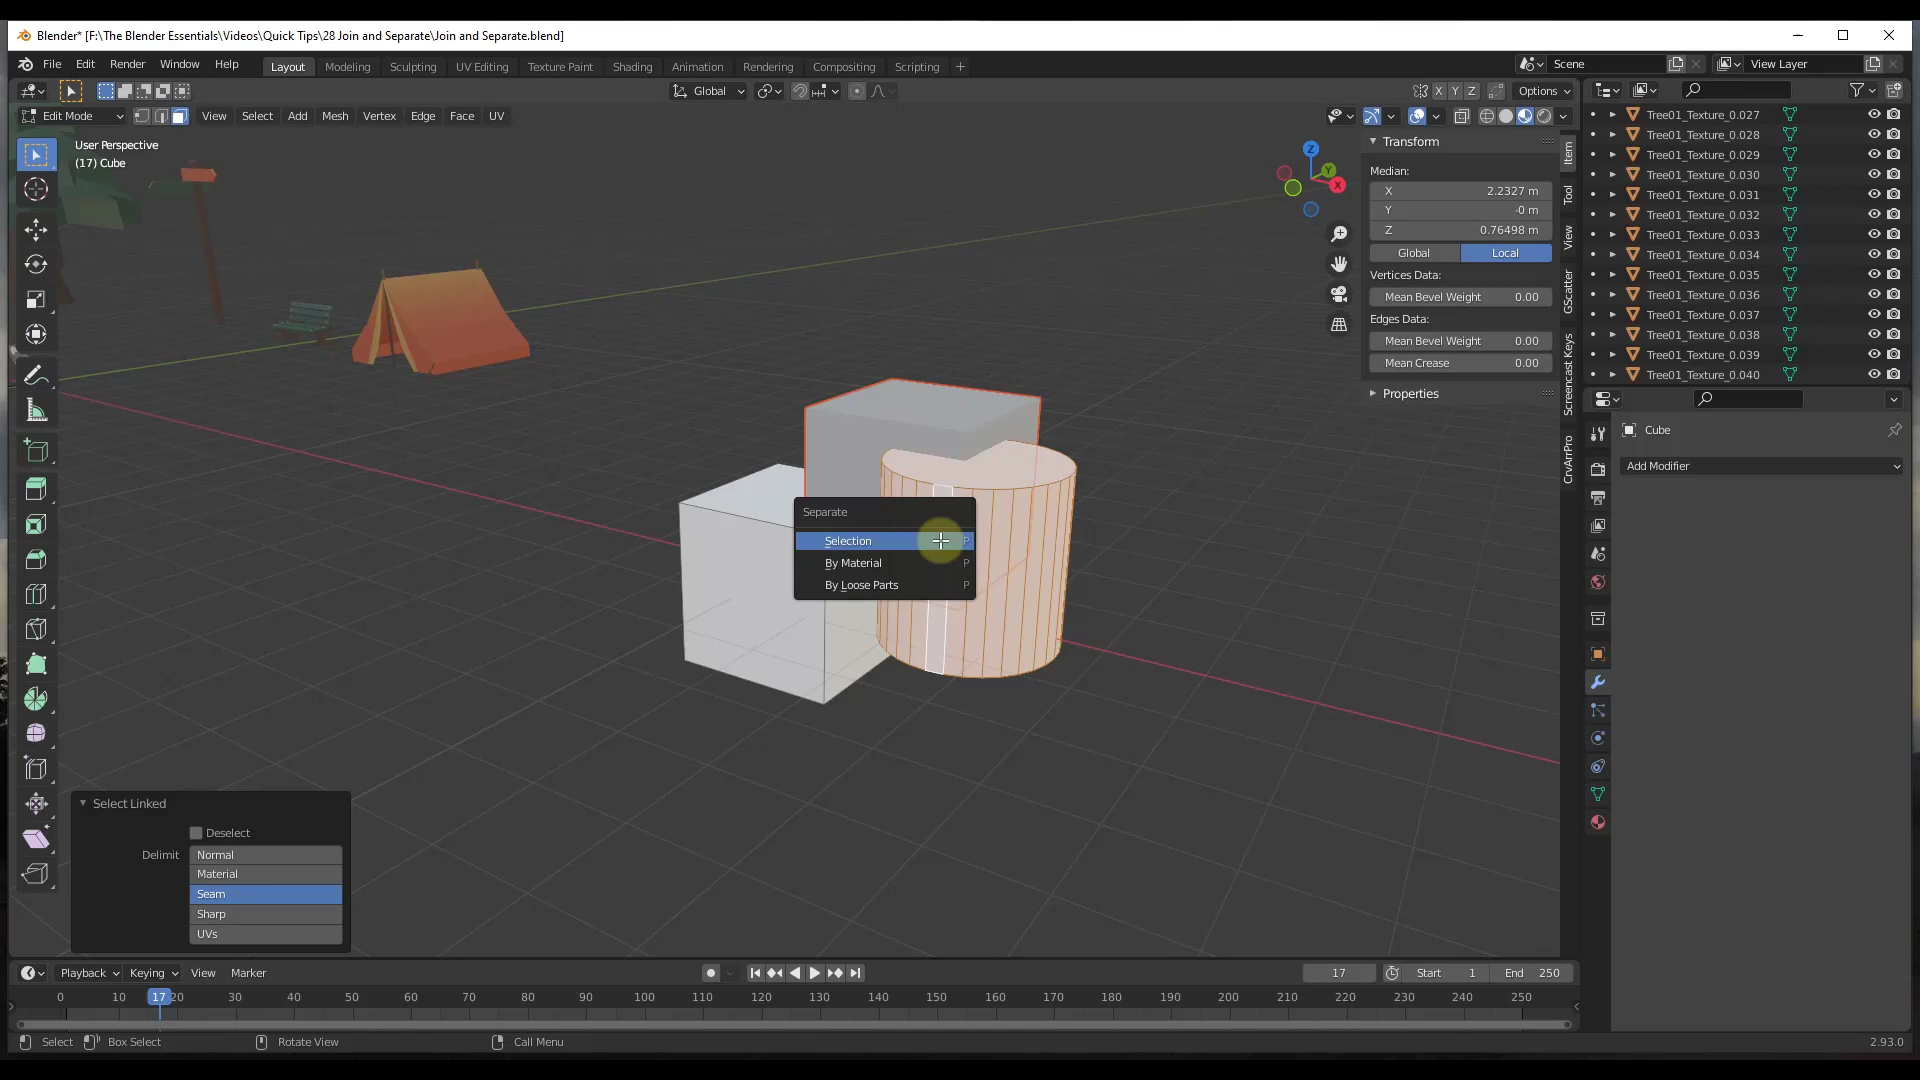 Blender* [F:\The Blender Essentials\Videos\Quick Tips\28 Join and Separate\Join and Separate.blend]
File Edit Render Window Help Layout Modeling Sculpting UV Editing Texture Paint Shading Animation Rendering Compositing Scripting + Scene View Layer
Global X Y Z Options
Edit Mode View Select Add Mesh Vertex Edge Face UV
User Perspective
(17) Cube
Z
Y
X
Transform
Median:
X 2.2327 m
Y -0 m
Z 0.76498 m
Global Local
Vertices Data:
Mean Bevel Weight 0.00
Edges Data:
Mean Bevel Weight 0.00
Mean Crease 0.00
Properties
Item
Tool
View
GScatter
Screencast Keys
CrvArrPro
Tree01_Texture_0.027
Tree01_Texture_0.028
Tree01_Texture_0.029
Tree01_Texture_0.030
Tree01_Texture_0.031
Tree01_Texture_0.032
Tree01_Texture_0.033
Tree01_Texture_0.034
Tree01_Texture_0.035
Tree01_Texture_0.036
Tree01_Texture_0.037
Tree01_Texture_0.038
Tree01_Texture_0.039
Tree01_Texture_0.040
Cube
Add Modifier
Separate
Selection P
By Material P
By Loose Parts P
Select Linked
Deselect
Delimit Normal
Material
Seam
Sharp
UVs
Playback Keying View Marker 17 Start 1 End 250
0 10 17 20 30 40 50 60 70 80 90 100 110 120 130 140 150 160 170 180 190 200 210 220 230 240 250
Select Box Select Rotate View Call Menu 2.93.0